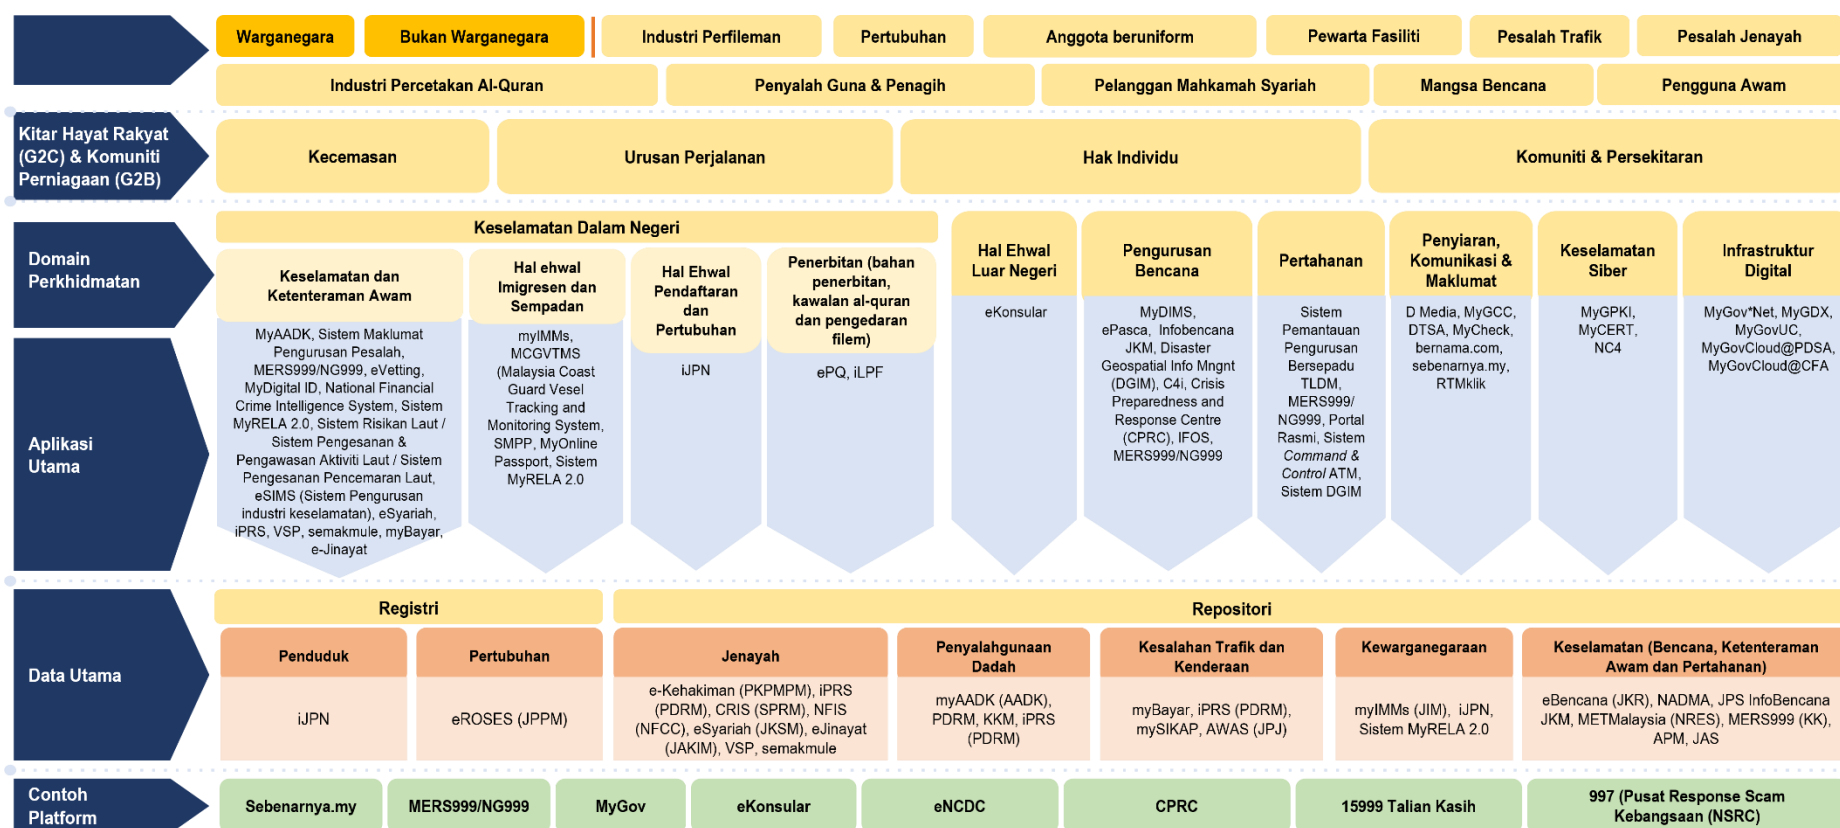 Warganegara
Bukan Warganegara
Industri Perfileman
Pertubuhan
Anggota beruniform
Pewarta Fasiliti
Pesalah Trafik
Pesalah Jenayah
Industri Percetakan Al-Quran
Penyalah Guna & Penagih
Pelanggan Mahkamah Syariah
Mangsa Bencana
Pengguna Awam
Kitar Hayat Rakyat
(G2C) & Komuniti
Perniagaan (G2B)
Kecemasan
Urusan Perjalanan
Hak Individu
Komuniti & Persekitaran
Domain
Perkhidmatan
Keselamatan Dalam Negeri
Keselamatan dan
Ketenteraman Awam
Hal ehwal
Imigresen dan
Sempadan
Hal Ehwal
Pendaftaran
dan
Pertubuhan
Penerbitan (bahan
penerbitan,
kawalan al-quran
dan pengedaran
filem)
Hal Ehwal
Luar Negeri
Pengurusan
Bencana
Pertahanan
Penyiaran,
Komunikasi &
Maklumat
Keselamatan
Siber
Infrastruktur
Digital
Aplikasi
Utama
MyAADK, Sistem Maklumat
Pengurusan Pesalah,
MERS999/NG999, eVetting,
MyDigital ID, National Financial
Crime Intelligence System, Sistem
MyRELA 2.0, Sistem Risikan Laut /
Sistem Pengesanan &
Pengawasan Aktiviti Laut / Sistem
Pengesanan Pencemaran Laut,
eSIMS (Sistem Pengurusan
industri keselamatan), eSyariah,
iPRS, VSP, semakmule, myBayar,
e-Jinayat
myIMMs,
MCGVTMS
(Malaysia Coast
Guard Vesel
Tracking and
Monitoring System,
SMPP, MyOnline
Passport, Sistem
MyRELA 2.0
iJPN
ePQ, iLPF
eKonsular
MyDIMS,
ePasca, Infobencana
JKM, Disaster
Geospatial Info Mngnt
(DGIM), C4i, Crisis
Preparedness and
Response Centre
(CPRC), IFOS,
MERS999/NG999
Sistem
Pemantauan
Pengurusan
Bersepadu
TLDM,
MERS999/
NG999, Portal
Rasmi, Sistem
Command &
Control ATM,
Sistem DGIM
D Media, MyGCC,
DTSA, MyCheck,
bernama.com,
sebenarnya.my,
RTMklik
MyGPKI,
MyCERT,
NC4
MyGov*Net, MyGDX,
MyGovUC,
MyGovCloud@PDSA,
MyGovCloud@CFA
Data Utama
Registri
Repositori
Penduduk
iJPN
Pertubuhan
eROSES (JPPM)
Jenayah
e-Kehakiman (PKPMPM), iPRS
(PDRM), CRIS (SPRM), NFIS
(NFCC), eSyariah (JKSM), eJinayat
(JAKIM), VSP, semakmule
Penyalahgunaan
Dadah
myAADK (AADK),
PDRM, KKM, iPRS
(PDRM)
Kesalahan Trafik dan
Kenderaan
myBayar, iPRS (PDRM),
mySIKAP, AWAS (JPJ)
Kewarganegaraan
myIMMs (JIM), iJPN,
Sistem MyRELA 2.0
Keselamatan (Bencana, Ketenteraman
Awam dan Pertahanan)
eBencana (JKR), NADMA, JPS InfoBencana
JKM, METMalaysia (NRES), MERS999 (KK),
APM, JAS
Contoh
Platform
Sebenarnya.my
MERS999/NG999
MyGov
eKonsular
eNCDC
CPRC
15999 Talian Kasih
997 (Pusat Response Scam
Kebangsaan (NSRC)